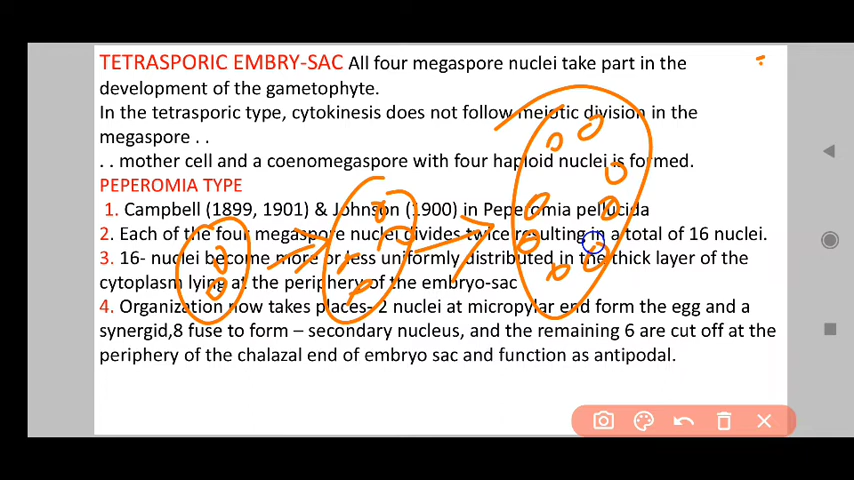 TETRASPORIC EMBRY-SAC All four megaspore nuclei take part in the
development of the gametophyte.
In the tetrasporic type, cytokinesis does not follow meiotic division in the
megaspore . .
. . mother cell and a coenomegaspore with four haploid nuclei is formed.
PEPEROMIA TYPE
1. Campbell (1899, 1901) & Johnson (1900) in Peperomia pellucida
2. Each of the four megaspore nuclei divides twice resulting in a total of 16 nuclei.
3. 16- nuclei become more or less uniformly distributed in the thick layer of the
cytoplasm lying at the periphery of the embryo-sac
4. Organization now takes places- 2 nuclei at micropylar end form the egg and a
synergid,8 fuse to form – secondary nucleus, and the remaining 6 are cut off at the
periphery of the chalazal end of embryo sac and function as antipodal.